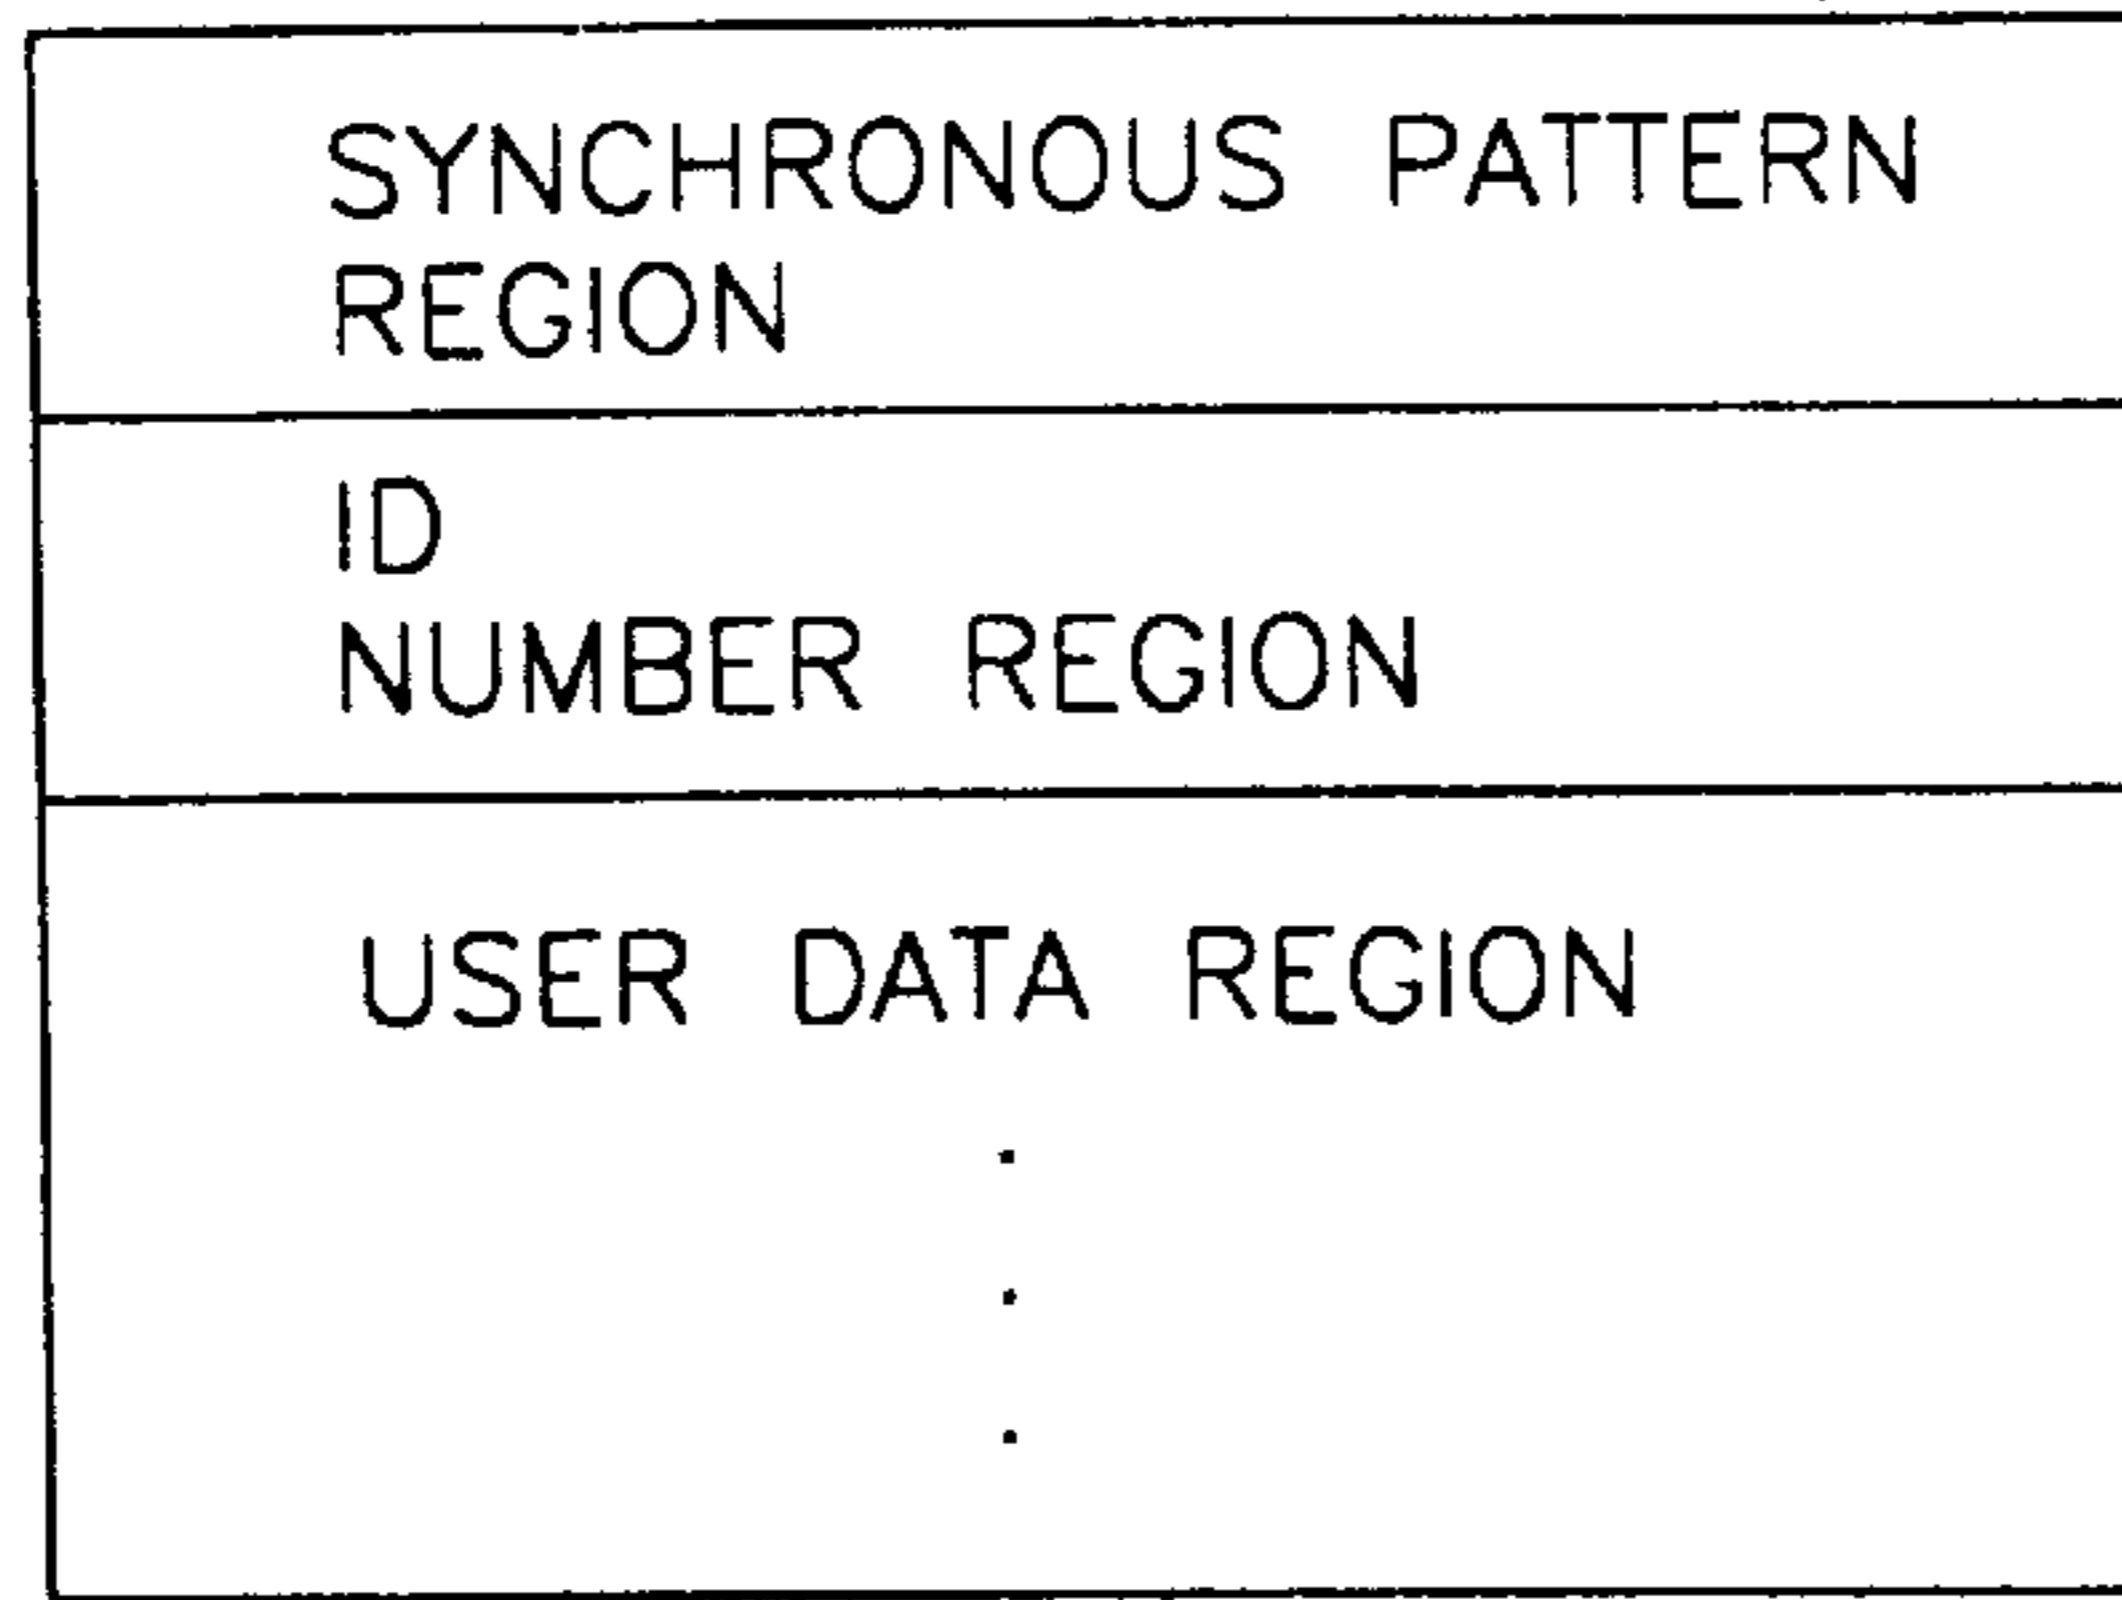 SYNCHRONOUS PATTERN
REGION
ID
NUMBER REGION
USER DATA REGION